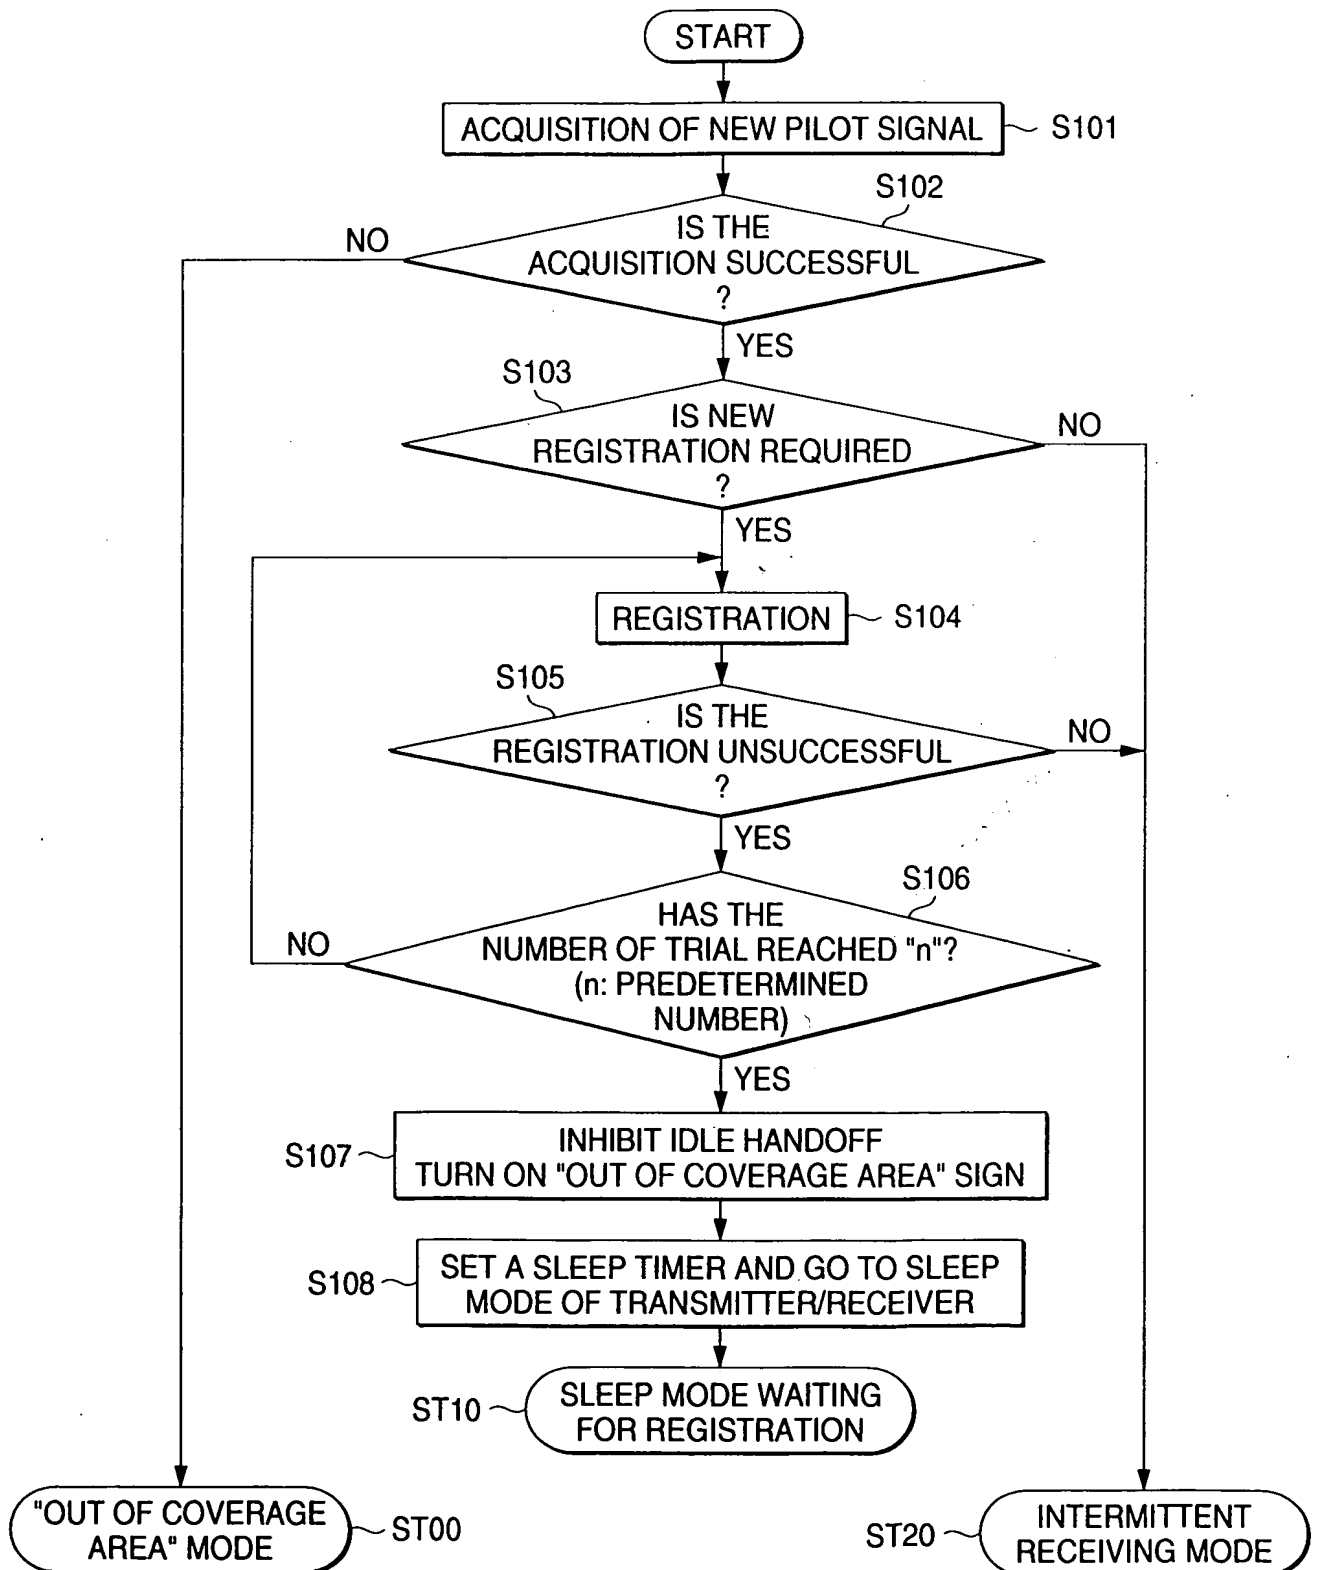 START
ACQUISITION OF NEW PILOT SIGNAL
S101
S102
IS THE
ACQUISITION SUCCESSFUL
?
NO
YES
S103
IS NEW
REGISTRATION REQUIRED
?
NO
YES
REGISTRATION
S104
S105
IS THE
REGISTRATION UNSUCCESSFUL
?
NO
YES
S106
HAS THE
NUMBER OF TRIAL REACHED "n"?
(n: PREDETERMINED
NUMBER)
NO
YES
S107
INHIBIT IDLE HANDOFF
TURN ON "OUT OF COVERAGE AREA" SIGN
S108
SET A SLEEP TIMER AND GO TO SLEEP
MODE OF TRANSMITTER/RECEIVER
ST10
SLEEP MODE WAITING
FOR REGISTRATION
"OUT OF COVERAGE
AREA" MODE
ST00
ST20
INTERMITTENT
RECEIVING MODE